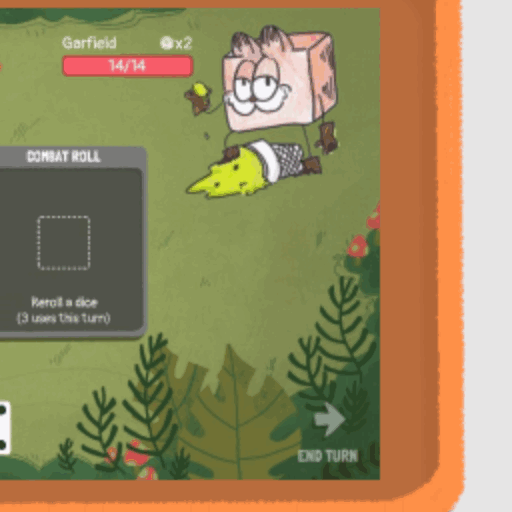 Garfield x2
14/14
COMBAT ROLL
Reroll a dice
(3 uses this turn)
END TURN